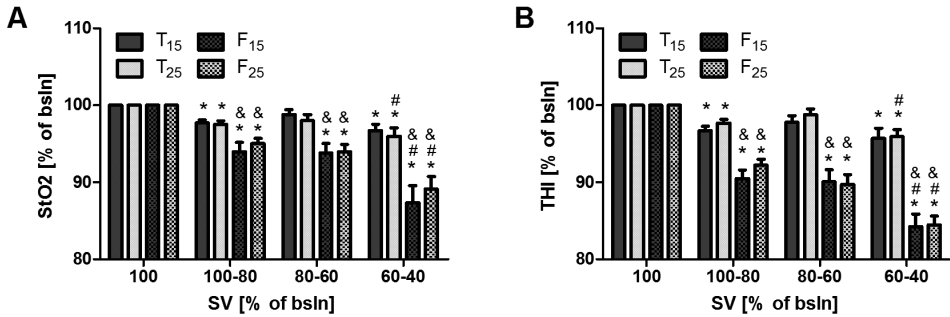 A
StO2 [% of bsln]
110
100
90
80
T15
F15
T25
F25
* * & * & *
& * & *
* # * & # * & # *
100
100-80
80-60
60-40
SV [% of bsln]
B
THI [% of bsln]
110
100
90
80
T15
F15
T25
F25
* * & * & *
& * & *
* # * & # * & # *
100
100-80
80-60
60-40
SV [% of bsln]